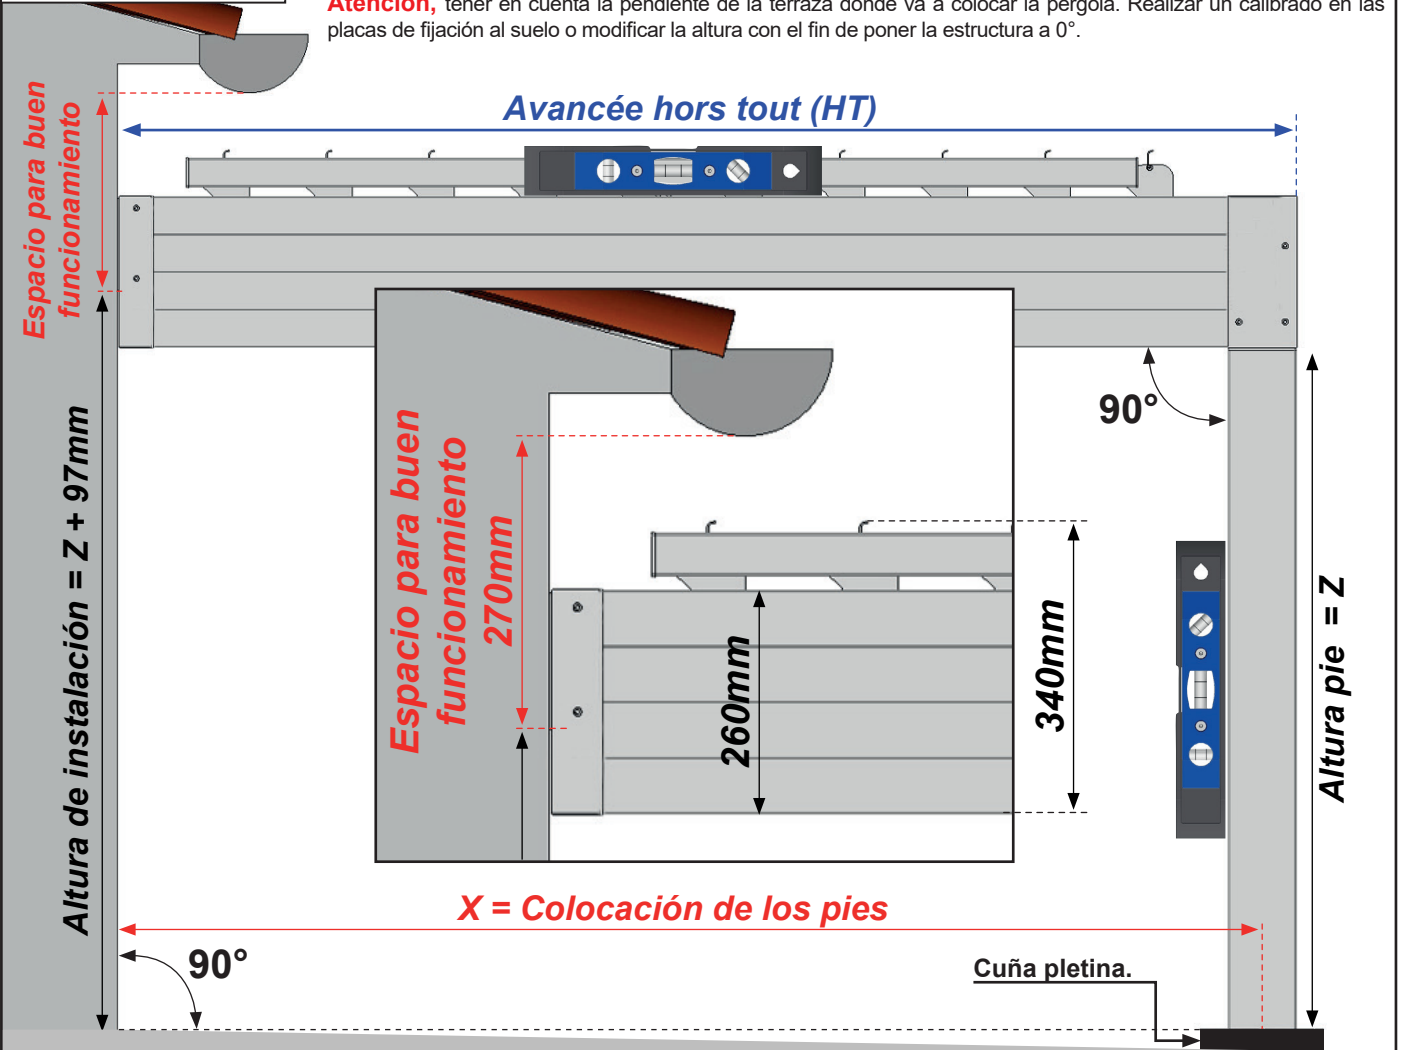 Atención, tener en cuenta la pendiente de la terraza donde va a colocar la pergola. Realizar un calibrado en las
placas de fijación al suelo o modificar la altura con el fin de poner la estructura a 0°.
Avancée hors tout (HT)
Espacio para buen
funcionamiento
90°
Altura de instalación = Z + 97mm
Espacio para buen
funcionamiento
270mm
260mm
340mm
Altura pie = Z
X = Colocación de los pies
90°
Cuña pletina.